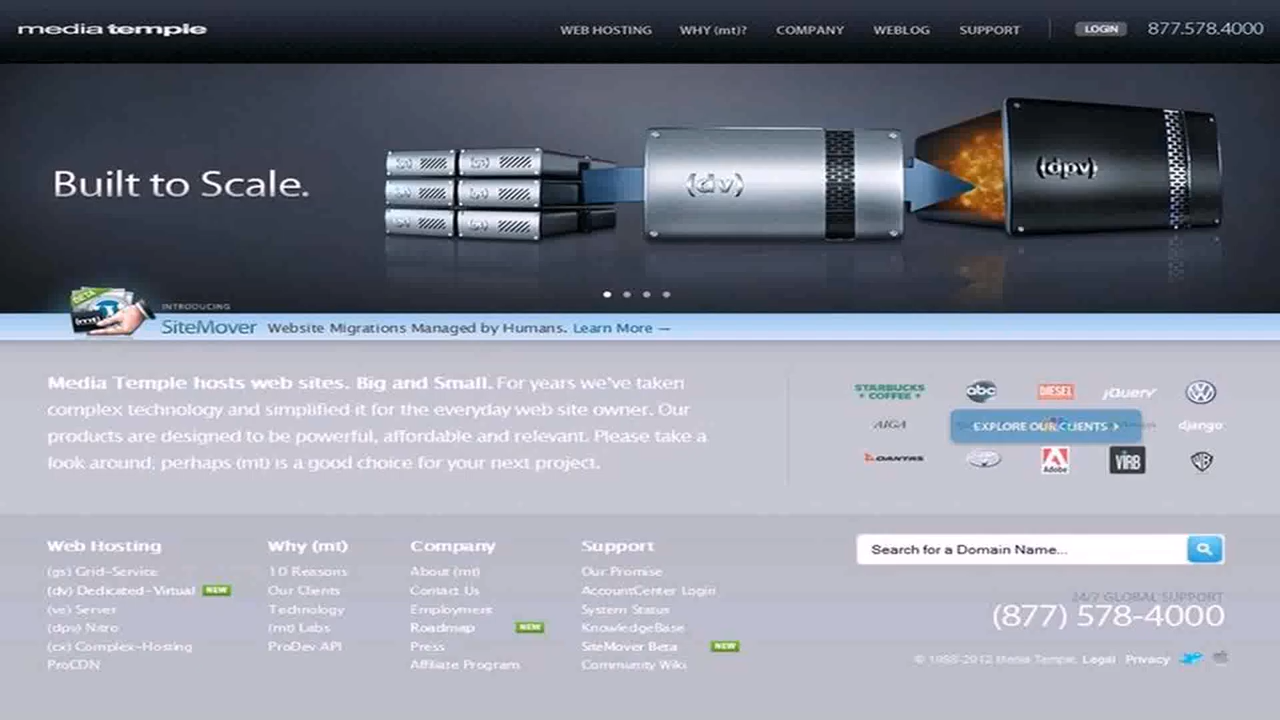 media temple
WEB HOSTING WHY (mt)? COMPANY WEBLOG SUPPORT LOGIN 877.578.4000
Built to Scale.
(dv)
(dpv)
BETA
INTRODUCING
SiteMover Website Migrations Managed by Humans. Learn More —
Media Temple hosts web sites. Big and Small. For years we've taken
complex technology and simplified it for the everyday web site owner. Our
products are designed to be powerful, affordable and relevant. Please take a
look around; perhaps (mt) is a good choice for your next project.
STARBUCKS COFFEE abc DIESEL jQuery
AIGA EXPLORE OUR CLIENTS django
QANTAS Adobe VIRB WB
Web Hosting
(gs) Grid-Service
(dv) Dedicated-Virtual NEW
(ve) Server
(dpv) Nitro
(cx) Complex-Hosting
ProCDN
Why (mt)
10 Reasons
Our Clients
Technology
(mt) Labs
ProDev API
Company
About (mt)
Contact Us
Employment
Roadmap NEW
Press
Affiliate Program
Support
Our Promise
AccountCenter Login
System Status
KnowledgeBase
SiteMover Beta NEW
Community Wiki
Search for a Domain Name...
24/7 GLOBAL SUPPORT
(877) 578-4000
© 1998-2012 Media Temple. Legal Privacy